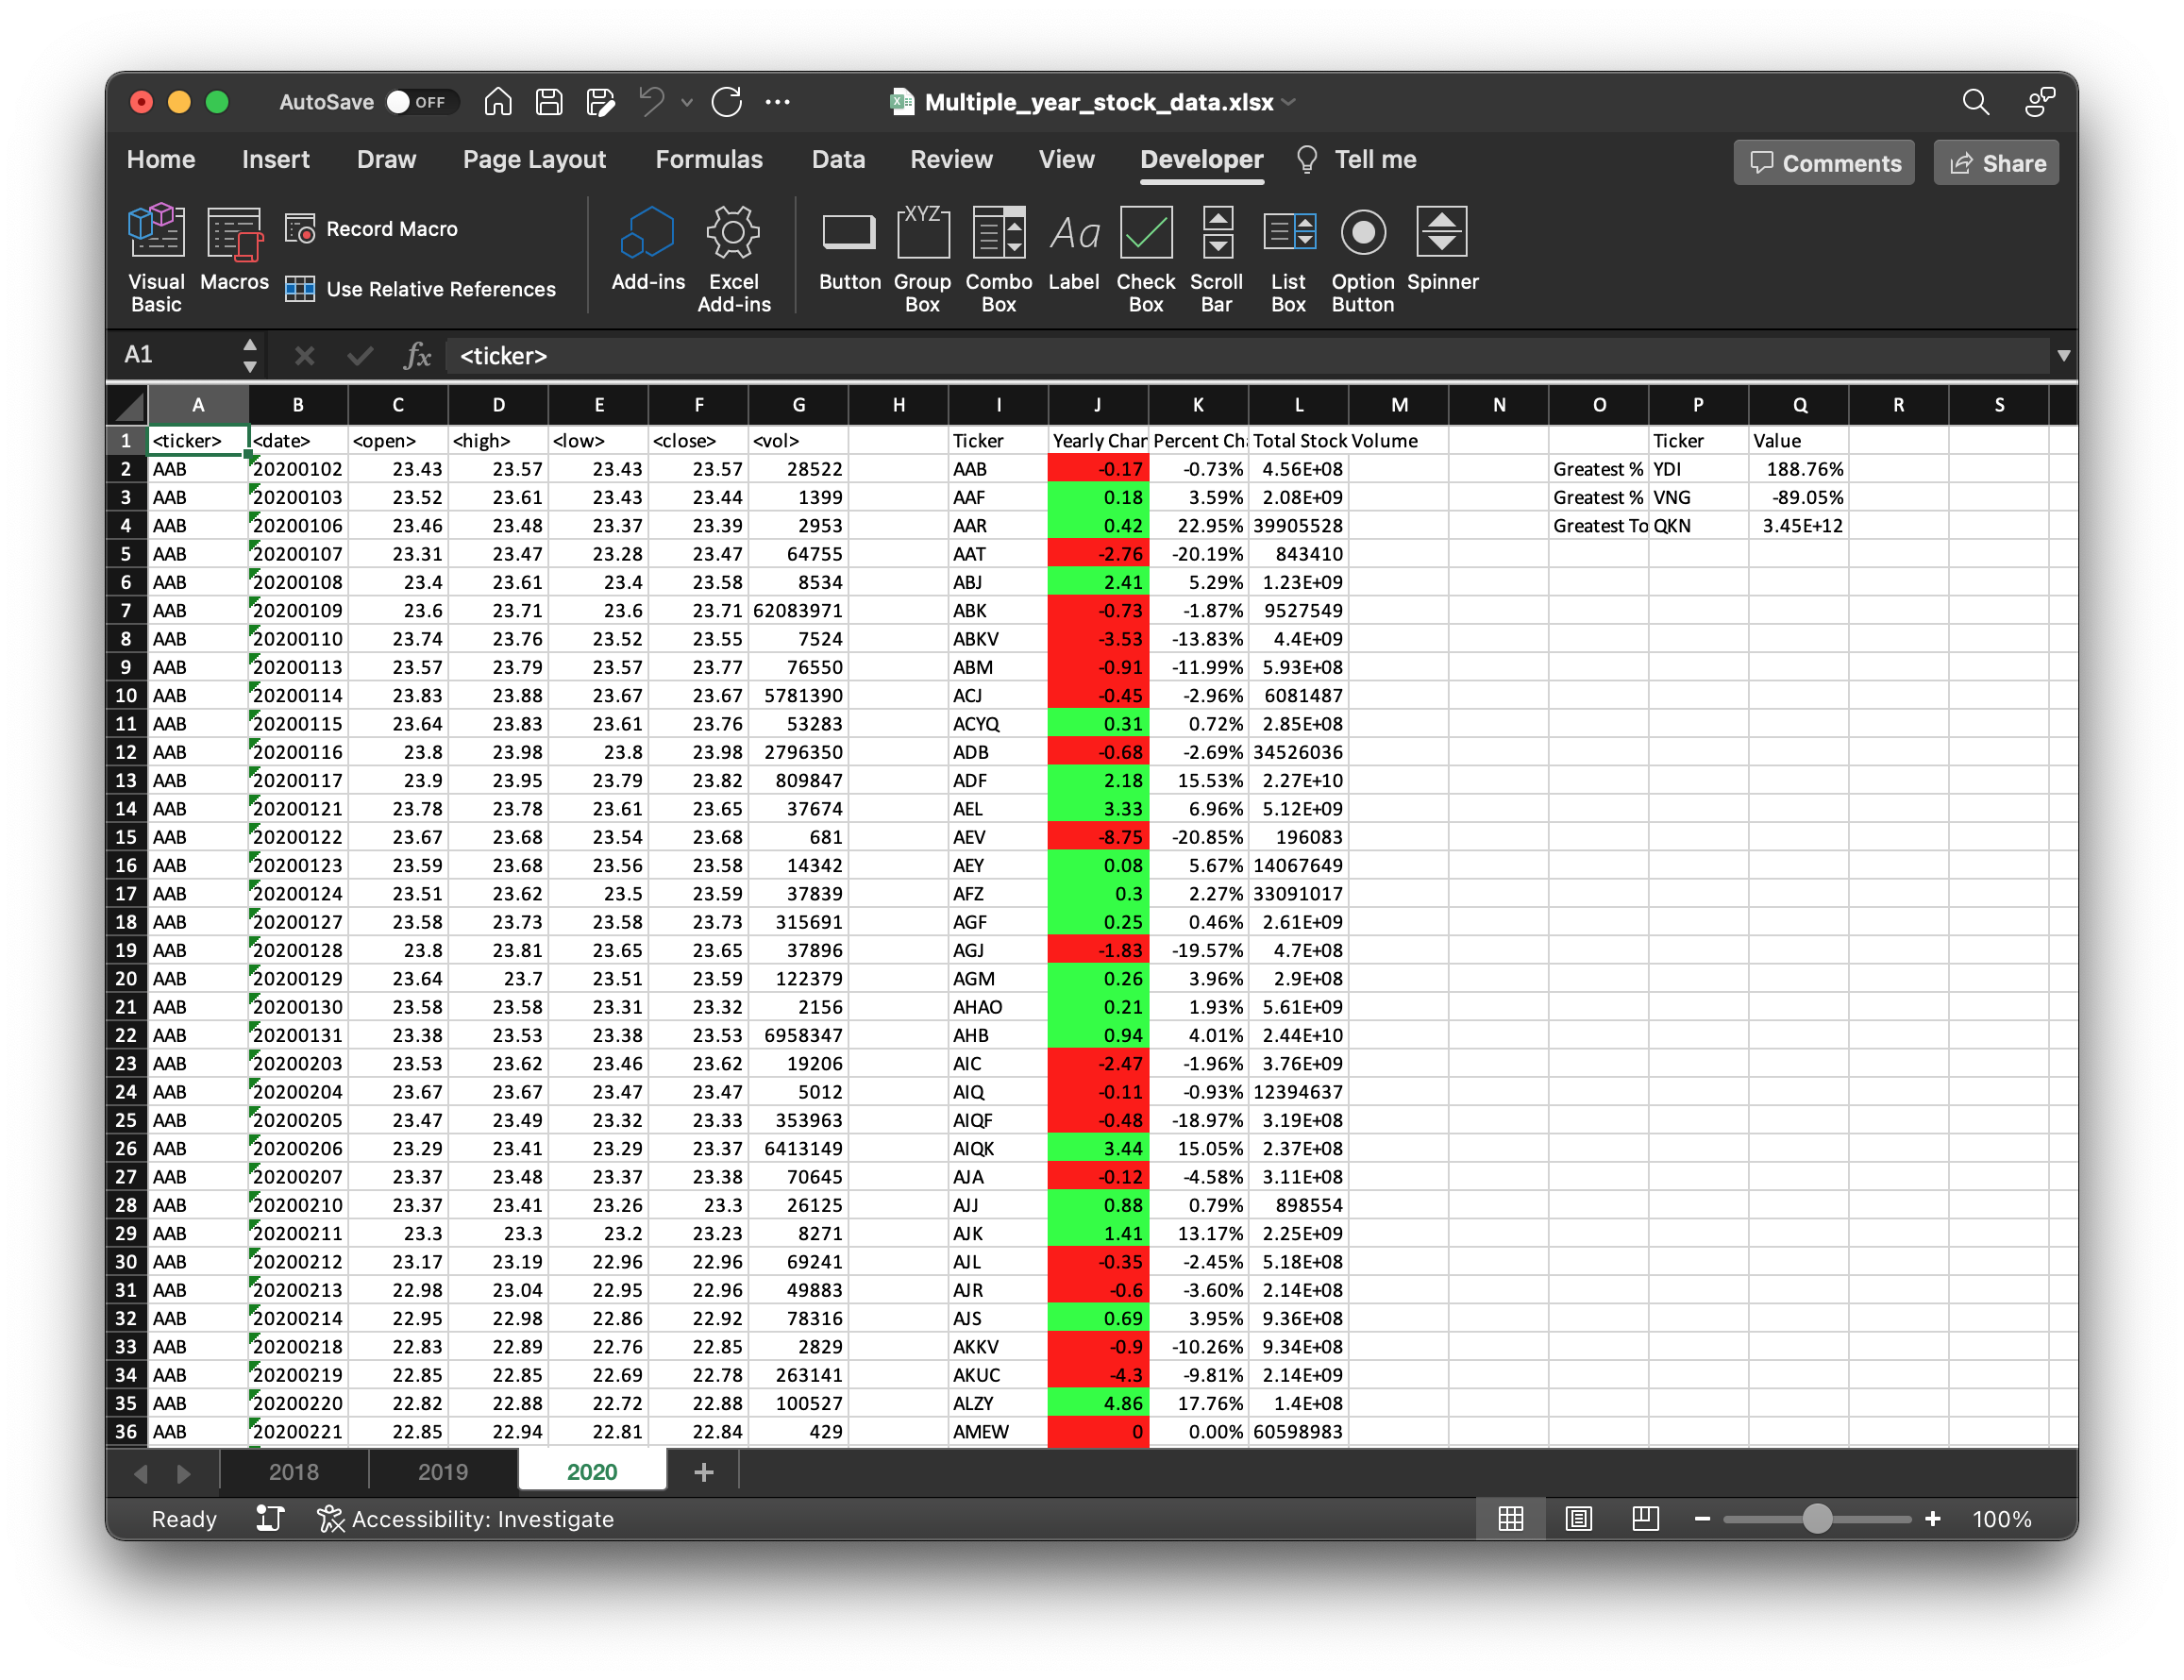 AutoSave OFF Multiple_year_stock_data.xlsx
Home Insert Draw Page Layout Formulas Data Review View Developer Tell me Comments Share
Visual Basic Macros Record Macro Use Relative References Add-ins Excel Add-ins XYZ Aa Button Group Box Combo Box Label Check Box Scroll Bar List Box Option Button Spinner
A1 fx <ticker>
A B C D E F G H I J K L M N O P Q R S
1 <ticker> <date> <open> <high> <low> <close> <vol> Ticker Yearly Char Percent Ch Total Stock Volume Ticker Value
2 AAB 20200102 23.43 23.57 23.43 23.57 28522 AAB -0.17 -0.73% 4.56E+08 Greatest % YDI 188.76%
3 AAB 20200103 23.52 23.61 23.43 23.44 1399 AAF 0.18 3.59% 2.08E+09 Greatest % VNG -89.05%
4 AAB 20200106 23.46 23.48 23.37 23.39 2953 AAR 0.42 22.95% 39905528 Greatest To QKN 3.45E+12
5 AAB 20200107 23.31 23.47 23.28 23.47 64755 AAT -2.76 -20.19% 843410
6 AAB 20200108 23.4 23.61 23.4 23.58 8534 ABJ 2.41 5.29% 1.23E+09
7 AAB 20200109 23.6 23.71 23.6 23.71 62083971 ABK -0.73 -1.87% 9527549
8 AAB 20200110 23.74 23.76 23.52 23.55 7524 ABKV -3.53 -13.83% 4.4E+09
9 AAB 20200113 23.57 23.79 23.57 23.77 76550 ABM -0.91 -11.99% 5.93E+08
10 AAB 20200114 23.83 23.88 23.67 23.67 5781390 ACJ -0.45 -2.96% 6081487
11 AAB 20200115 23.64 23.83 23.61 23.76 53283 ACYQ 0.31 0.72% 2.85E+08
12 AAB 20200116 23.8 23.98 23.8 23.98 2796350 ADB -0.68 -2.69% 34526036
13 AAB 20200117 23.9 23.95 23.79 23.82 809847 ADF 2.18 15.53% 2.27E+10
14 AAB 20200121 23.78 23.78 23.61 23.65 37674 AEL 3.33 6.96% 5.12E+09
15 AAB 20200122 23.67 23.68 23.54 23.68 681 AEV -8.75 -20.85% 196083
16 AAB 20200123 23.59 23.68 23.56 23.58 14342 AEY 0.08 5.67% 14067649
17 AAB 20200124 23.51 23.62 23.5 23.59 37839 AFZ 0.3 2.27% 33091017
18 AAB 20200127 23.58 23.73 23.58 23.73 315691 AGF 0.25 0.46% 2.61E+09
19 AAB 20200128 23.8 23.81 23.65 23.65 37896 AGJ -1.83 -19.57% 4.7E+08
20 AAB 20200129 23.64 23.7 23.51 23.59 122379 AGM 0.26 3.96% 2.9E+08
21 AAB 20200130 23.58 23.58 23.31 23.32 2156 AHAO 0.21 1.93% 5.61E+09
22 AAB 20200131 23.38 23.53 23.38 23.53 6958347 AHB 0.94 4.01% 2.44E+10
23 AAB 20200203 23.53 23.62 23.46 23.62 19206 AIC -2.47 -1.96% 3.76E+09
24 AAB 20200204 23.67 23.67 23.47 23.47 5012 AIQ -0.11 -0.93% 12394637
25 AAB 20200205 23.47 23.49 23.32 23.33 353963 AIQF -0.48 -18.97% 3.19E+08
26 AAB 20200206 23.29 23.41 23.29 23.37 6413149 AIQK 3.44 15.05% 2.37E+08
27 AAB 20200207 23.37 23.48 23.37 23.38 70645 AJA -0.12 -4.58% 3.11E+08
28 AAB 20200210 23.37 23.41 23.26 23.3 26125 AJJ 0.88 0.79% 898554
29 AAB 20200211 23.3 23.3 23.2 23.23 8271 AJK 1.41 13.17% 2.25E+09
30 AAB 20200212 23.17 23.19 22.96 22.96 69241 AJL -0.35 -2.45% 5.18E+08
31 AAB 20200213 22.98 23.04 22.95 22.96 49883 AJR -0.6 -3.60% 2.14E+08
32 AAB 20200214 22.95 22.98 22.86 22.92 78316 AJS 0.69 3.95% 9.36E+08
33 AAB 20200218 22.83 22.89 22.76 22.85 2829 AKKV -0.9 -10.26% 9.34E+08
34 AAB 20200219 22.85 22.85 22.69 22.78 263141 AKUC -4.3 -9.81% 2.14E+09
35 AAB 20200220 22.82 22.88 22.72 22.88 100527 ALZY 4.86 17.76% 1.4E+08
36 AAB 20200221 22.85 22.94 22.81 22.84 429 AMEW 0 0.00% 60598983
2018 2019 2020
Ready Accessibility: Investigate 100%